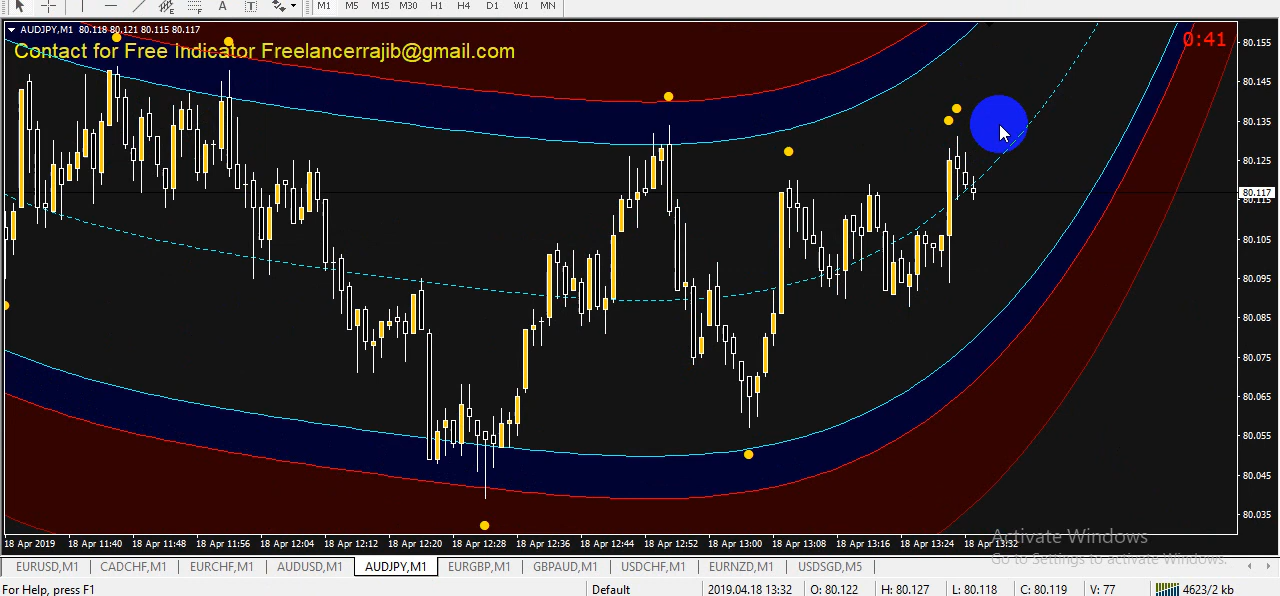 A T M1 M5 M15 M30 H1 H4 D1 W1 MN
AUDJPY,M1 80.118 80.121 80.115 80.117
Contact for Free Indicator Freelancerrajib@gmail.com
0:41
80.155
80.145
80.135
80.125
80.117
80.115
80.105
80.095
80.085
80.075
80.065
80.055
80.045
80.035
18 Apr 2019 18 Apr 11:40 18 Apr 11:48 18 Apr 11:56 18 Apr 12:04 18 Apr 12:12 18 Apr 12:20 18 Apr 12:28 18 Apr 12:36 18 Apr 12:44 18 Apr 12:52 18 Apr 13:00 18 Apr 13:08 18 Apr 13:16 18 Apr 13:24 18 Apr 13:32
Activate Windows
Go to Settings to activate Windows.
EURUSD,M1 CADCHF,M1 EURCHF,M1 AUDUSD,M1 AUDJPY,M1 EURGBP,M1 GBPAUD,M1 USDCHF,M1 EURNZD,M1 USDSGD,M5
For Help, press F1 Default 2019.04.18 13:32 O: 80.122 H: 80.127 L: 80.118 C: 80.119 V: 77 4623/2 kb